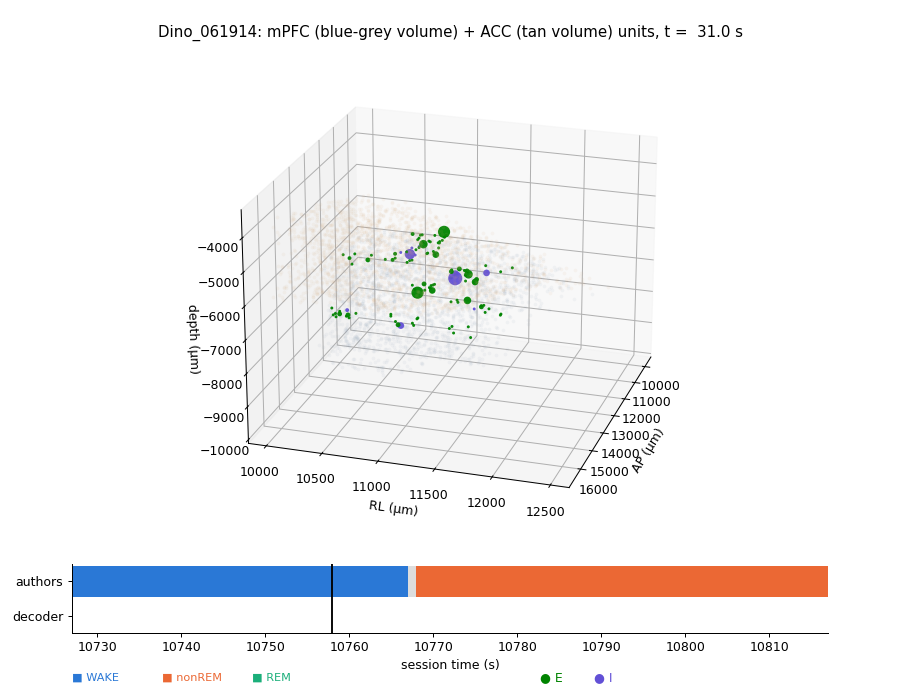 Dino_061914: mPFC (blue-grey volume) + ACC (tan volume) units, t =  31.0 s
−4000
−5000
−6000
−7000
−8000
−9000
−10000
depth (μm)
10000
10500
11000
11500
12000
12500
RL (μm)
10000
11000
12000
13000
14000
15000
16000
AP (μm)
authors
decoder
10730 10740 10750 10760 10770 10780 10790 10800 10810
session time (s)
WAKE nonREM REM E I